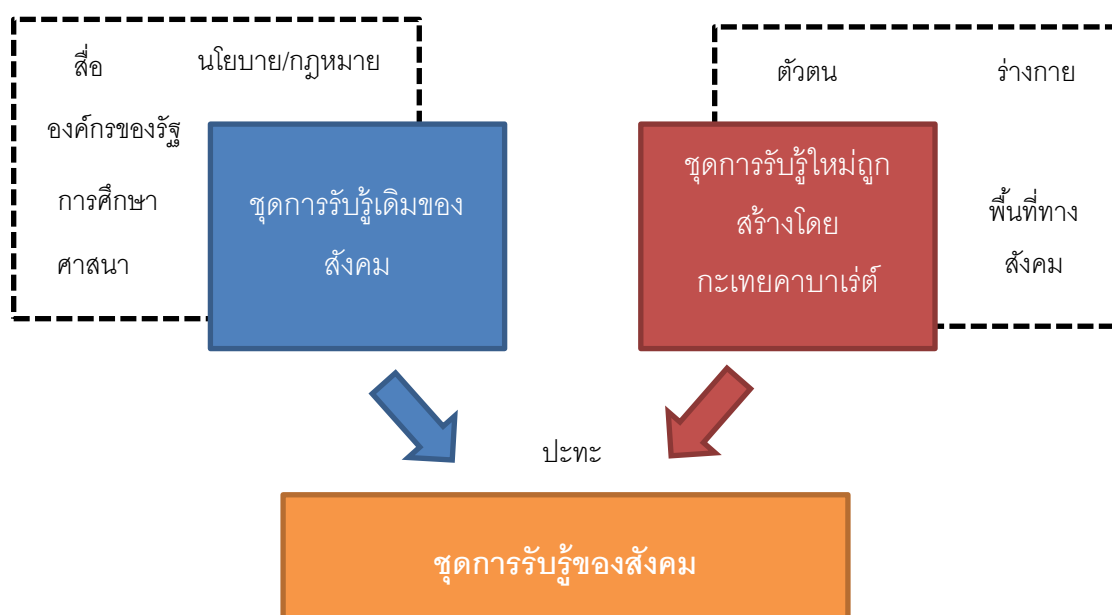 สื่อ
นโยบาย/กฎหมาย
องค์กรของรัฐ
การศึกษา
ศาสนา
ชุดการรับรู้เดิมของ
สังคม
ตัวตน
ร่างกาย
ชุดการรับรู้ใหม่ถูก
สร้างโดย
กะเทยคาบาเร่ต์
พื้นที่ทาง
สังคม
ปะทะ
ชุดการรับรู้ของสังคม